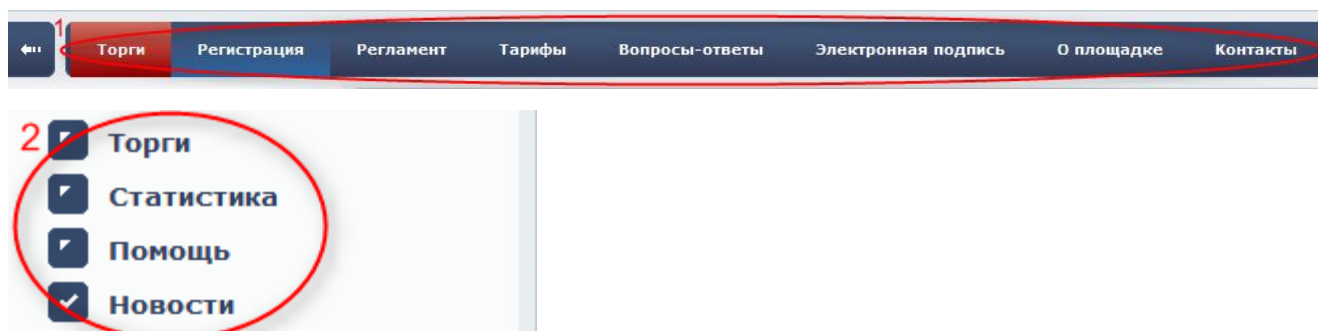 1
Торги Регистрация Регламент Тарифы Вопросы-ответы Электронная подпись О площадке Контакты
2 Торги
Статистика
Помощь
Новости